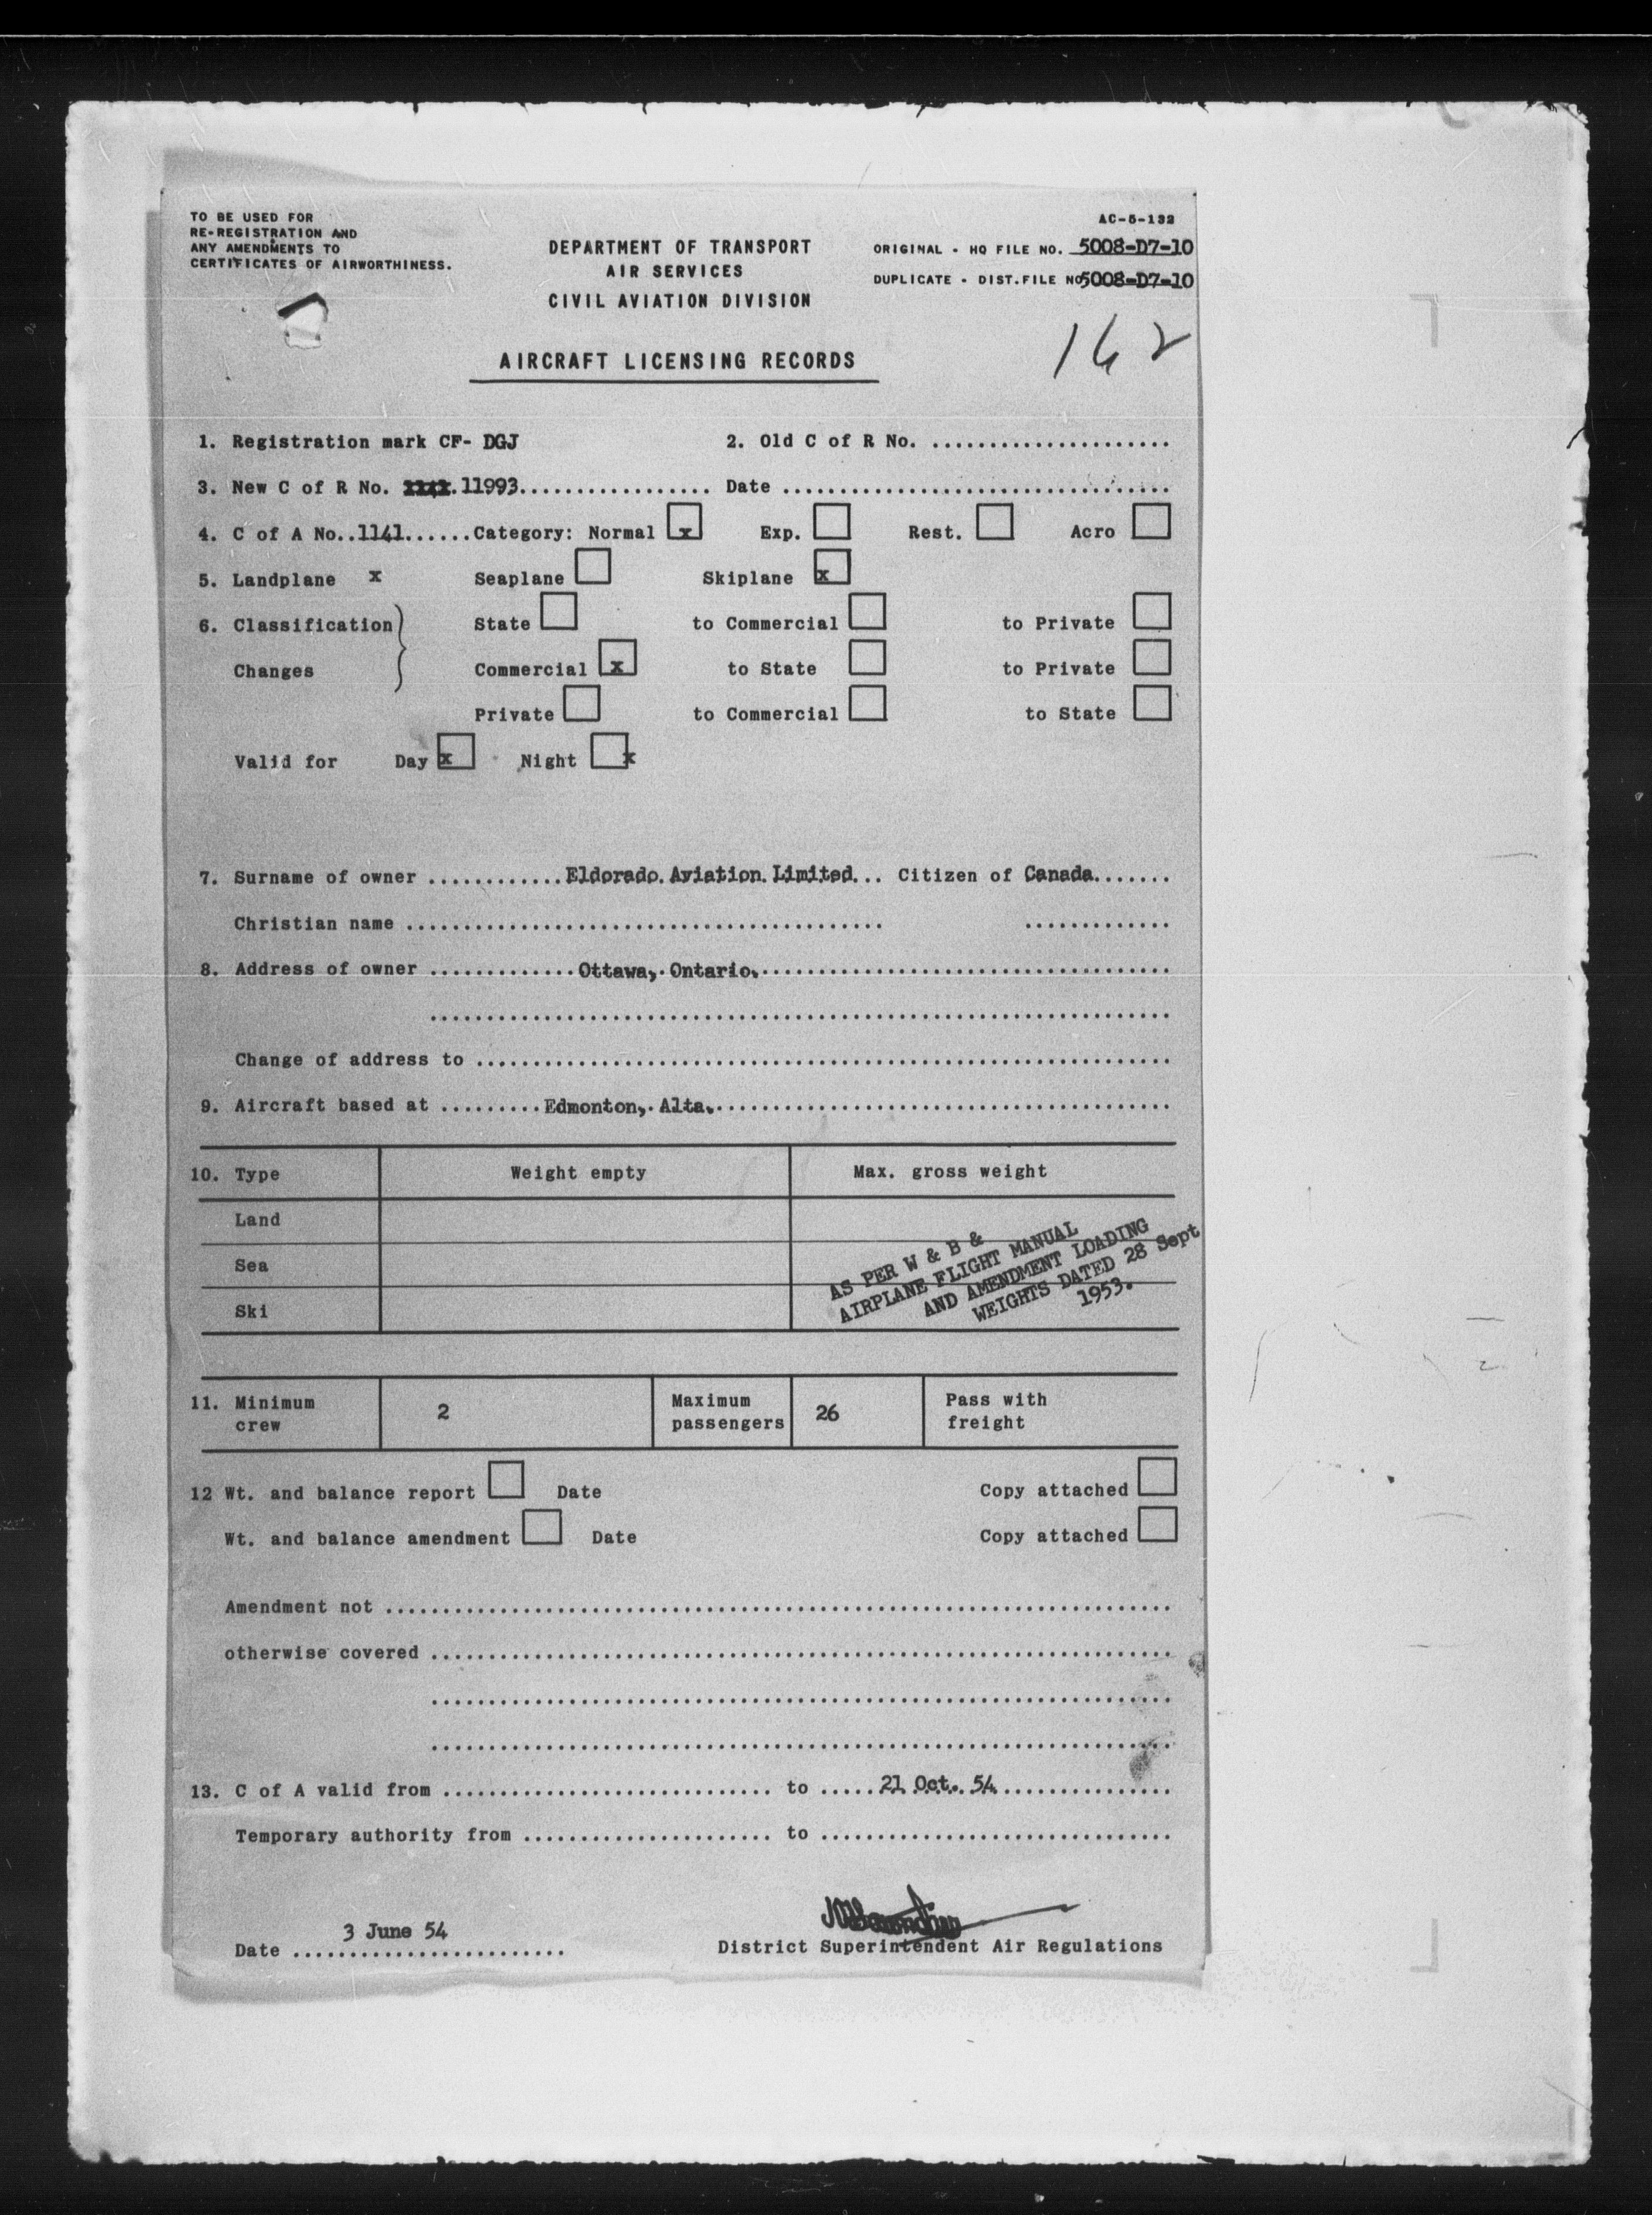 TO BE USED FOR
RE-REGISTRATION AND
ANY AMENDMENTS TO
CERTIFICATES OF AIRWORTHINESS.
AC-5-132
DEPARTMENT OF TRANSPORT
AIR SERVICES
CIVIL AVIATION DIVISION
ORIGINAL - HQ FILE NO. 5008-D7-10
DUPLICATE - DIST.FILE NO 5008-D7-10
162
AIRCRAFT LICENSING RECORDS
1. Registration mark CF- DGJ 2. Old C of R No. .....................
3. New C of R No. .11993................. Date ..................................
4. C of A No..1141......Category: Normal x Exp. Rest. Acro
5. Landplane x Seaplane Skiplane x
6. Classification State to Commercial to Private
Changes Commercial x to State to Private
Private to Commercial to State
Valid for Day x Night x
7. Surname of owner ............Eldorado Aviation Limited... Citizen of Canada.......
Christian name .......................................... .............
8. Address of owner .............Ottawa, Ontario.....................................
.................................................................
Change of address to .............................................................
9. Aircraft based at .........Edmonton, Alta.........................................
10. Type Weight empty Max. gross weight
Land
Sea
Ski
AS PER W & B &
AIRPLANE FLIGHT MANUAL
AND AMENDMENT LOADING
WEIGHTS DATED 28 Sept
1953.
11. Minimum crew 2 Maximum passengers 26 Pass with freight
12 Wt. and balance report Date Copy attached
Wt. and balance amendment Date Copy attached
Amendment not .....................................................................
otherwise covered .................................................................
.................................................................
.................................................................
13. C of A valid from ............................. to .....21 Oct. 54...............
Temporary authority from ...................... to ...............................
3 June 54
Date ........................
District Superintendent Air Regulations